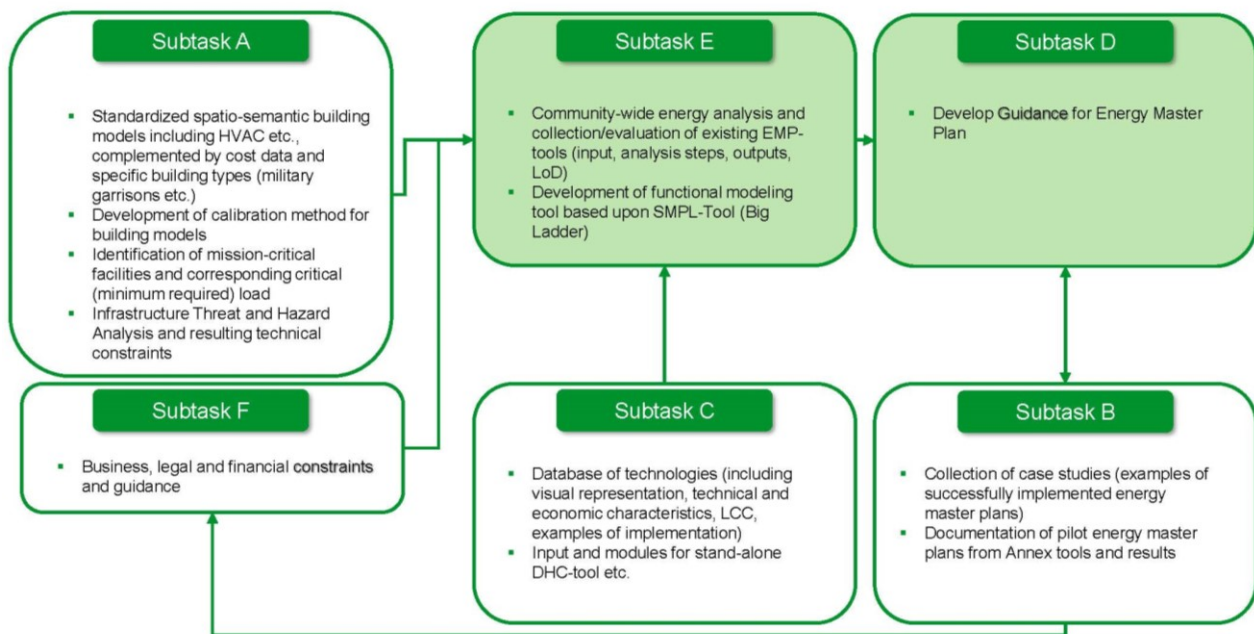 Subtask A
▪ Standardized spatio-semantic building
models including HVAC etc.,
complemented by cost data and
specific building types (military
garrisons etc.)
▪ Development of calibration method for
building models
▪ Identification of mission-critical
facilities and corresponding critical
(minimum required) load
▪ Infrastructure Threat and Hazard
Analysis and resulting technical
constraints
Subtask E
▪ Community-wide energy analysis and
collection/evaluation of existing EMP-
tools (input, analysis steps, outputs,
LoD)
▪ Development of functional modeling
tool based upon SMPL-Tool (Big
Ladder)
Subtask D
▪ Develop Guidance for Energy Master
Plan
Subtask F
▪ Business, legal and financial constraints
and guidance
Subtask C
▪ Database of technologies (including
visual representation, technical and
economic characteristics, LCC,
examples of implementation)
▪ Input and modules for stand-alone
DHC-tool etc.
Subtask B
▪ Collection of case studies (examples of
successfully implemented energy
master plans)
▪ Documentation of pilot energy master
plans from Annex tools and results